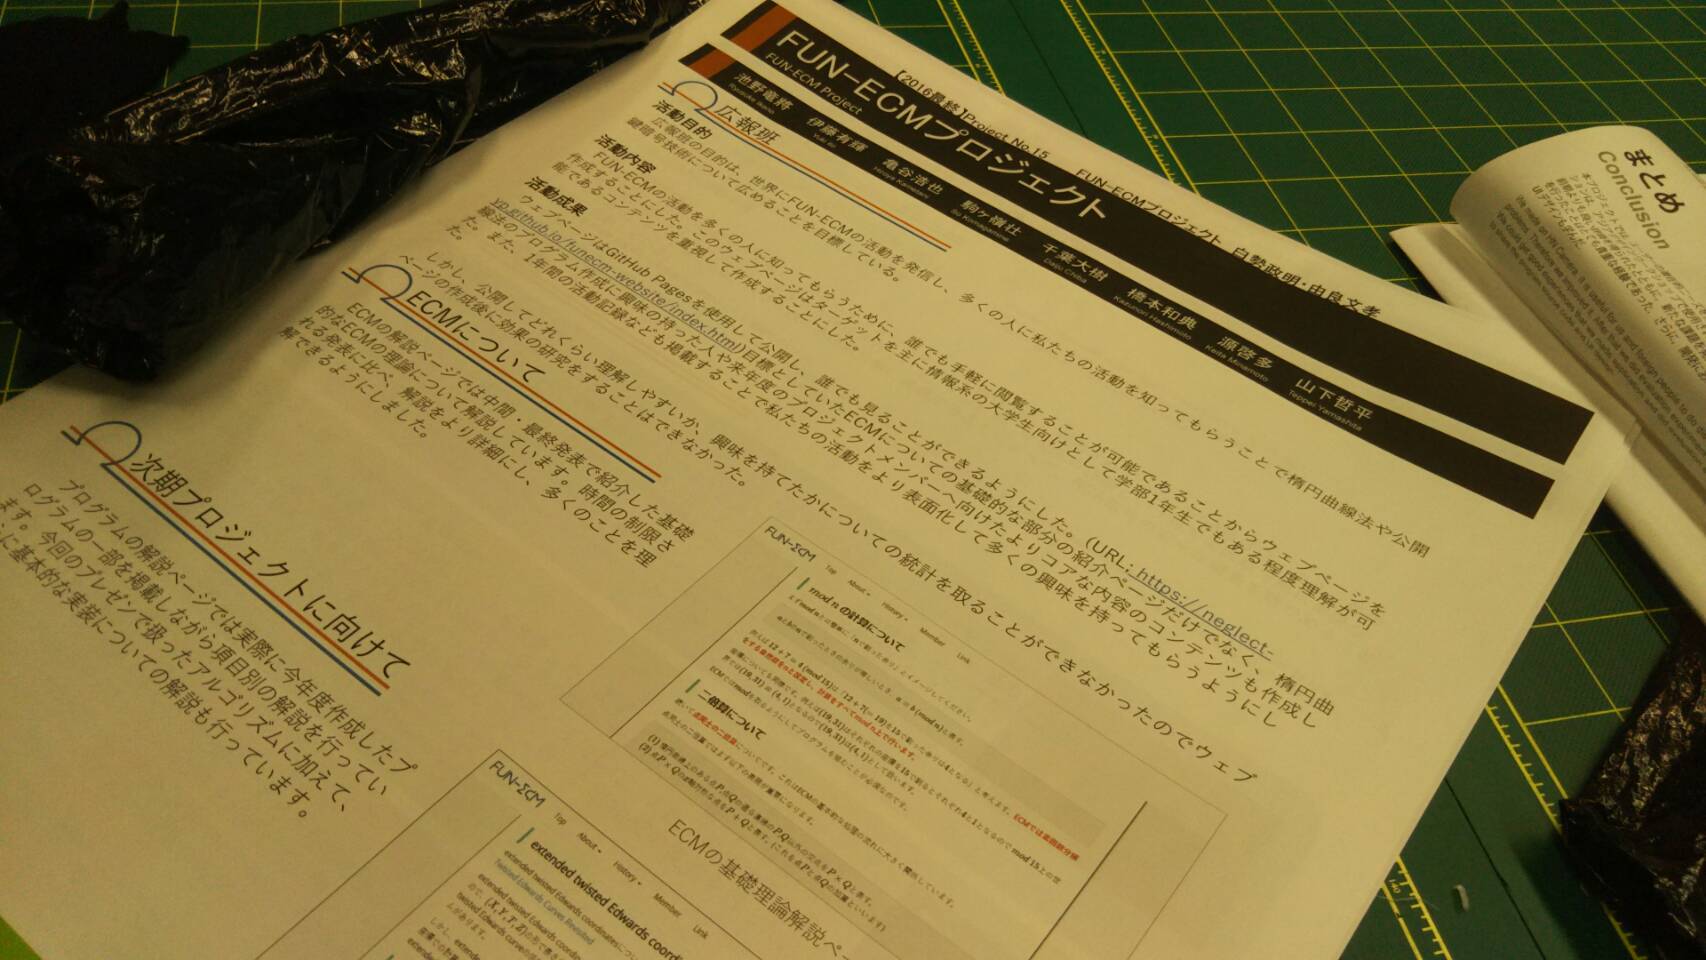 【2016最終】Project No.15
FUN-ECMプロジェクト 白勢政明・由良文孝
FUN-ECMプロジェクト
FUN-ECM Project
池野竜將 伊藤有輝 亀谷浩也 駒ヶ嶺壮 千葉大樹 橋本和典 源啓多 山下哲平
Yuki Ito Hiroya Kametani So Komagamine Daiju Chiba Kazunori Hashimoto Keita Minamoto Teppei Yamashita
広報班
活動目的
広報班の目的は、世界にFUN-ECMの活動を発信し、多くの人に私たちの活動を知ってもらうことで楕円曲線法や公開
鍵暗号技術について広めることを目標している。
活動内容
FUN-ECMの活動を多くの人に知ってもらうために、誰でも手軽に閲覧することが可能であることからウェブページを
作成することにした。このウェブページはターゲットを主に情報系の大学生向けとして学部1年生でもある程度理解が可
能であるコンテンツを重視して作成することにした。
活動成果
ウェブページはGitHub Pagesを使用して公開し、誰でも見ることができるようにした。(URL: https://neglect-
yp.github.io/funecm-website/index.html)目標としていたECMについての基礎的な部分の紹介ページだけでなく、楕円曲
線法のプログラム作成に興味の持った人や来年度のプロジェクトメンバーへ向けたよりコアな内容のコンテンツも作成し
た。また、1年間の活動記録なども掲載することで私たちの活動をより表面化して多くの興味を持ってもらうようにし
た。
しかし、公開してどれくらい理解しやすいか、興味を持てたかについての統計を取ることができなかったのでウェブ
ページの作成後に効果の研究をすることはできなかった。
ECMについて
ECMの解説ページでは中間・最終発表で紹介した基礎
的なECMの理論について解説しています。時間の制限さ
れる発表に比べ、解説をより詳細にし、多くのことを理
解できるようにしました。
次期プロジェクトに向けて
プログラムの解説ページでは実際に今年度作成したプ
ログラムの一部を掲載しながら項目別の解説を行ってい
ます。今回のプレゼンで扱ったアルゴリズムに加えて、
に基本的な実装についての解説も行っています。
FUN-ΣCM
Top About History Member Link
mod n の計算について
二倍算について
ECMの基礎理論解説ペー
FUN-ΣCM
Top About History Member Link
extended twisted Edwards coord
Twisted Edwards Curves Revisited
まとめ
Conclusion